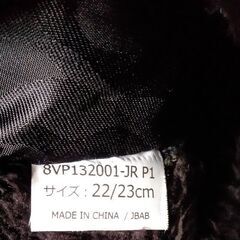 8VP132001-JR P1
サイズ：22/23cm
MADE IN CHINA / JBAB